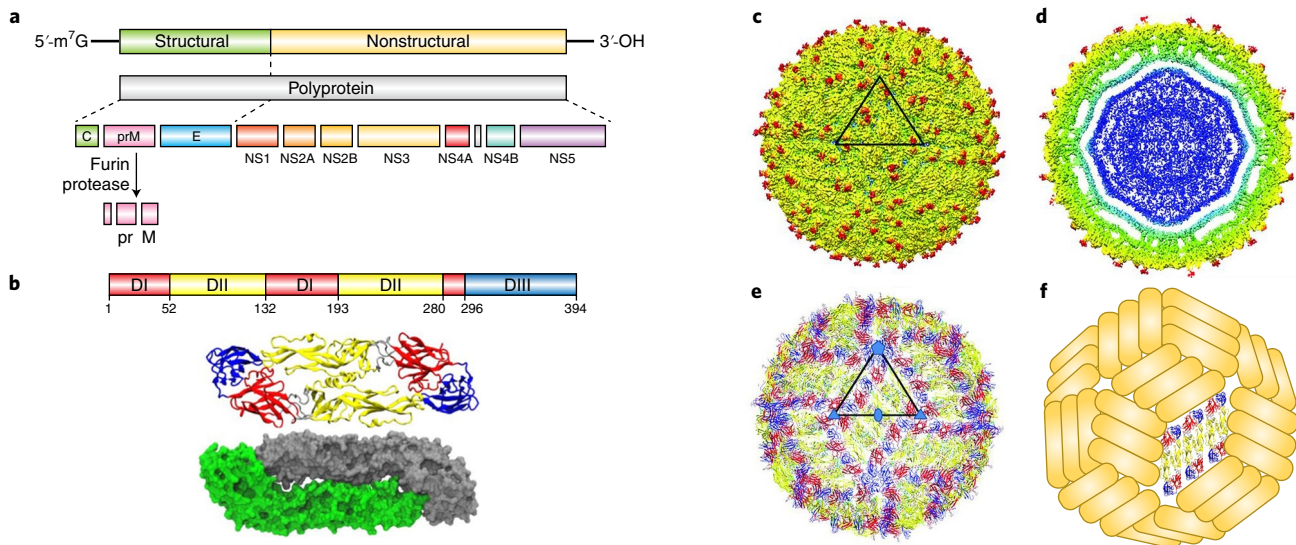 a
5′-m⁷G Structural Nonstructural 3′-OH
Polyprotein
C prM E
NS1 NS2A NS2B NS3 NS4A NS4B NS5
Furin
protease
pr M
b
DI DII DI DII DIII
1 52 132 193 280 296 394
c
d
e
f